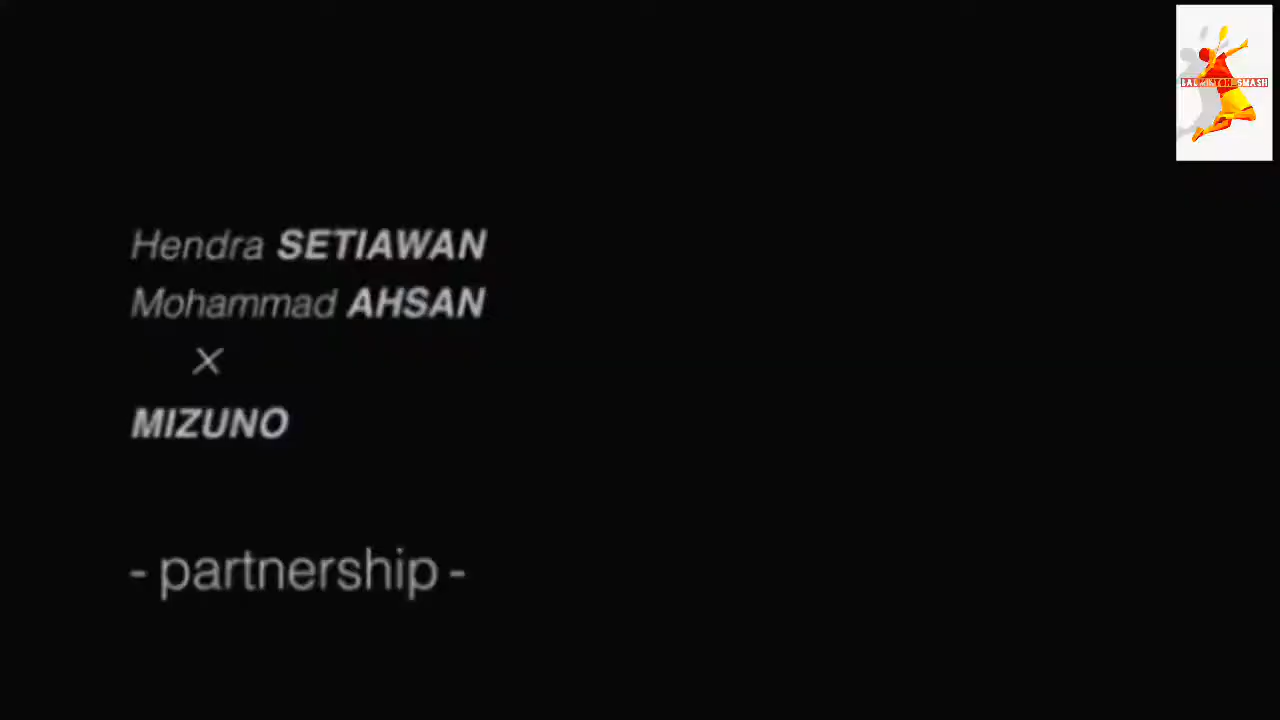 Hendra SETIAWAN
Mohammad AHSAN
×
MIZUNO
- partnership -